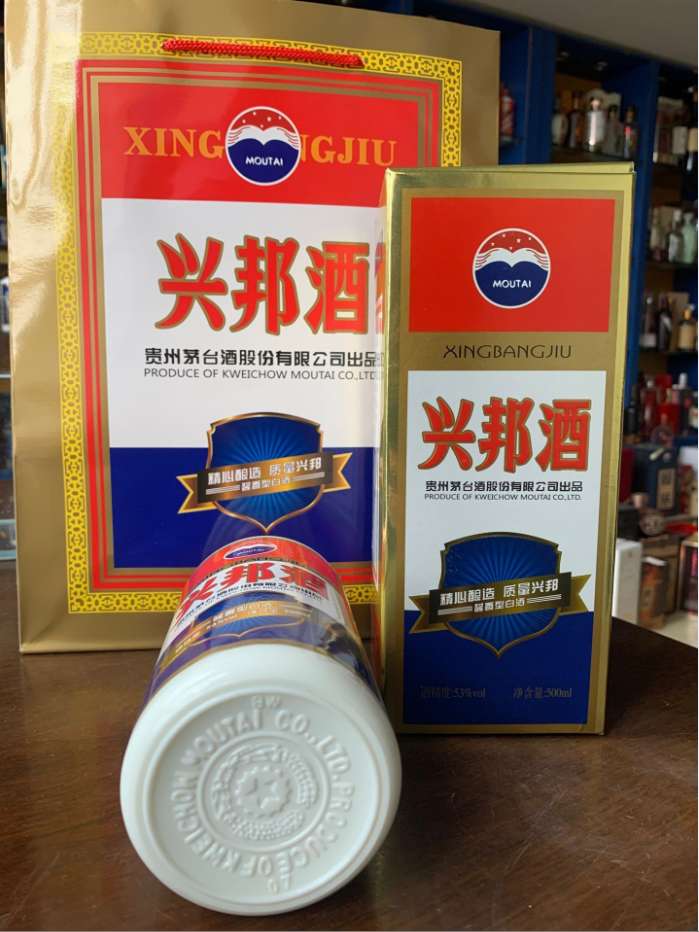 XING
NGJIU
MOUTAI
兴邦酒
贵州茅台酒股份有限公司出品
PRODUCE OF KWEICHOW MOUTAI CO.,LTD.
精心酿造 质量兴邦
酱香型白酒
MOUTAI
XINGBANGJIU
兴邦酒
贵州茅台酒股份有限公司出品
PRODUCE OF KWEICHOW MOUTAI CO.,LTD.
精心酿造 质量兴邦
酱香型白酒
酒精度:53%vol 净含量:500ml
MOUTAI
兴邦酒
PRODUCE OF KWEICHOW MOUTAI CO.,LTD.